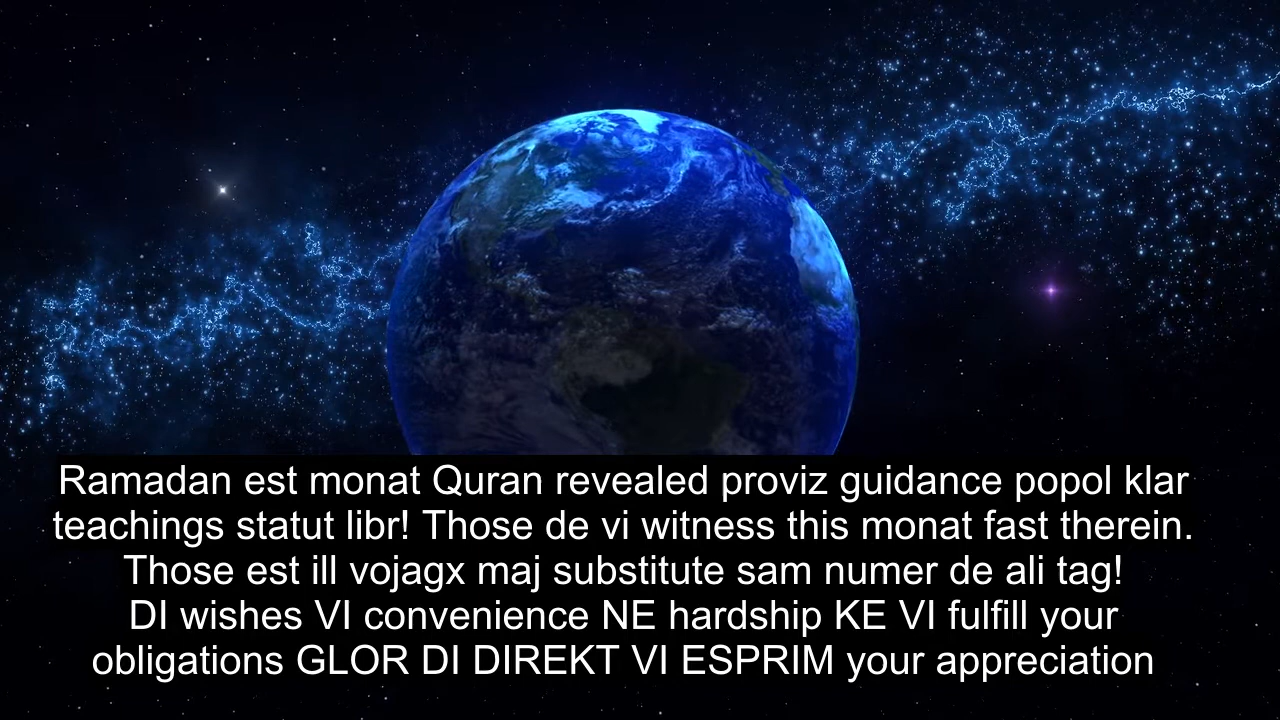 Ramadan est monat Quran revealed proviz guidance popol klar
teachings statut libr! Those de vi witness this monat fast therein.
Those est ill vojagx maj substitute sam numer de ali tag!
DI wishes VI convenience NE hardship KE VI fulfill your
obligations GLOR DI DIREKT VI ESPRIM your appreciation